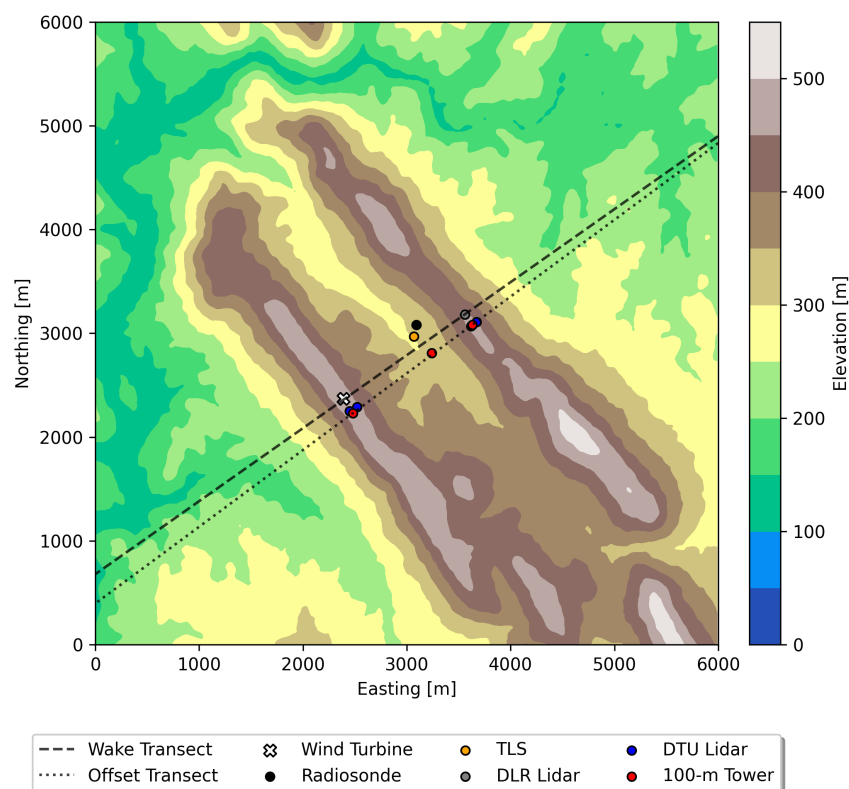 6000
5000
4000
3000
2000
1000
0
Northing [m]
0 1000 2000 3000 4000 5000 6000
Easting [m]
500
400
300
200
100
0
Elevation [m]
Wake Transect Wind Turbine TLS DTU Lidar
Offset Transect Radiosonde DLR Lidar 100-m Tower